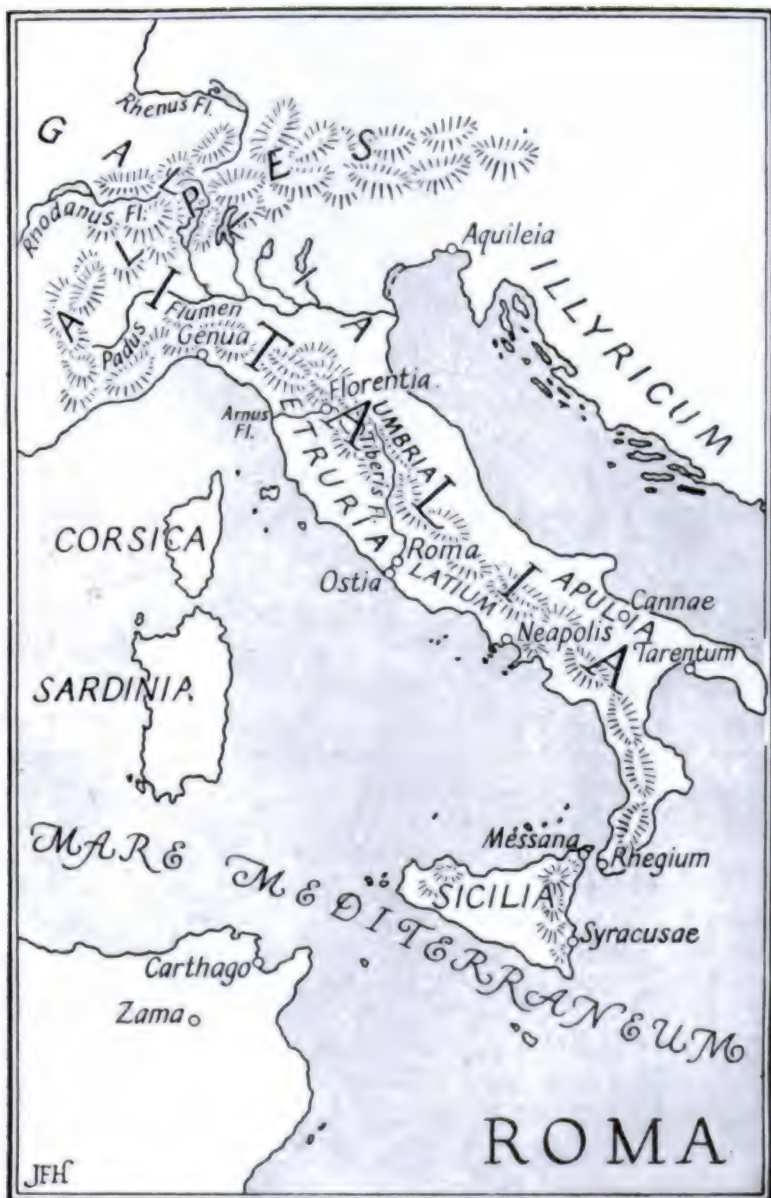 Rhenus Fl.
GALLIA
ALPES
Rhodanus Fl.
Aquileia
ILLYRICUM
Padus Flumen
Genua
ITALIA
Florentia
Arnus
Fl.
ETRURIA
UMBRIA
Tiberis Fl.
CORSICA
Roma
Ostia
LATIUM
APULIA
Cannae
Neapolis
Tarentum
SARDINIA
MARE MEDITERRANEUM
Messana
Rhegium
SICILIA
Syracusae
Carthago
Zama
ROMA
JFH